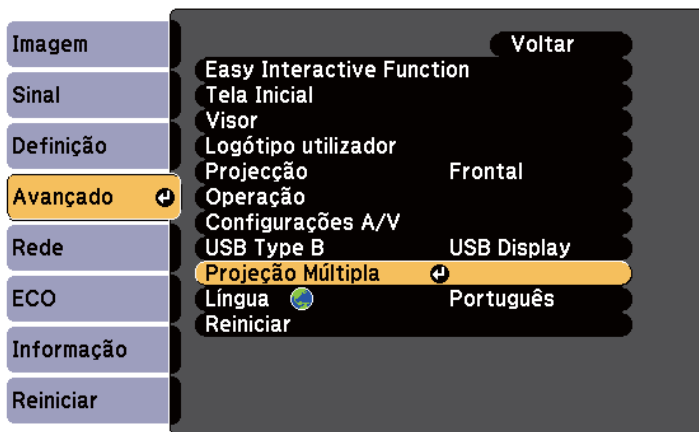 Imagem
Sinal
Definição
Avançado
Rede
ECO
Informação
Reiniciar
Voltar
Easy Interactive Function
Tela Inicial
Visor
Logótipo utilizador
Projecção Frontal
Operação
Configurações A/V
USB Type B USB Display
Projeção Múltipla
Língua Português
Reiniciar